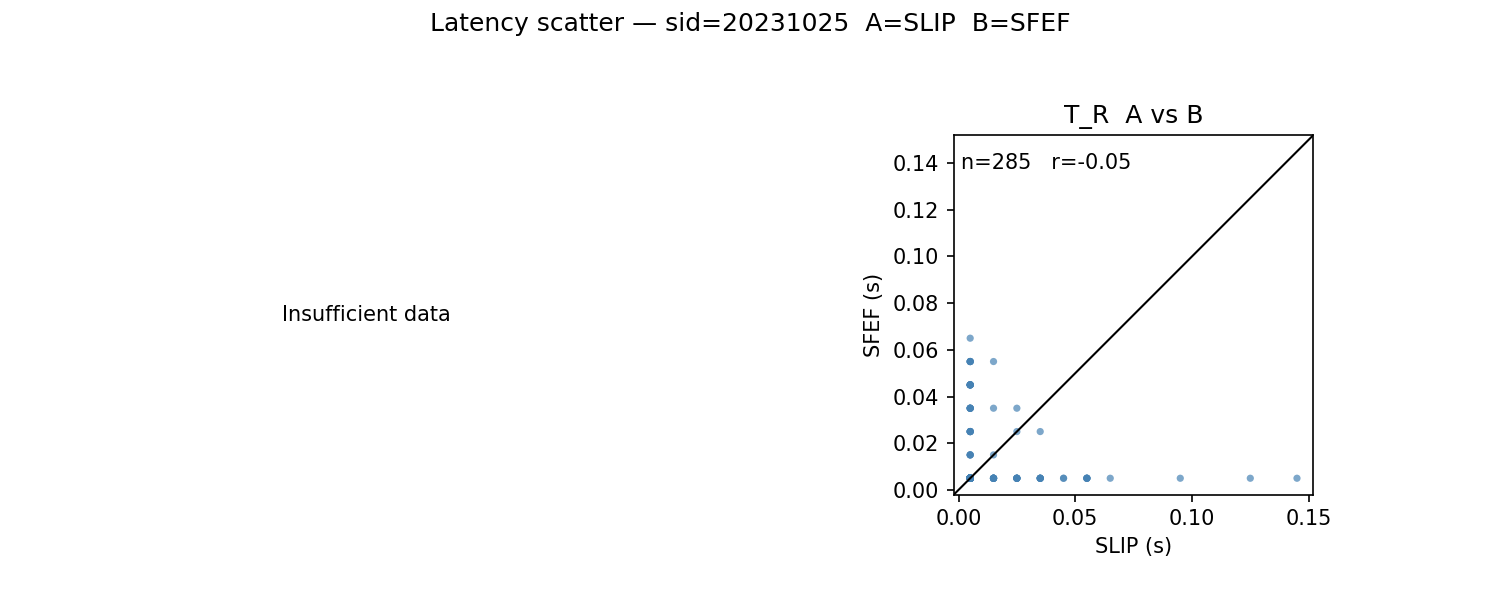 Latency scatter — sid=20231025  A=SLIP  B=SFEF
Insufficient data
T_R  A vs B
n=285   r=-0.05
0.14
0.12
0.10
0.08
0.06
0.04
0.02
0.00
SFEF (s)
0.00 0.05 0.10 0.15
SLIP (s)